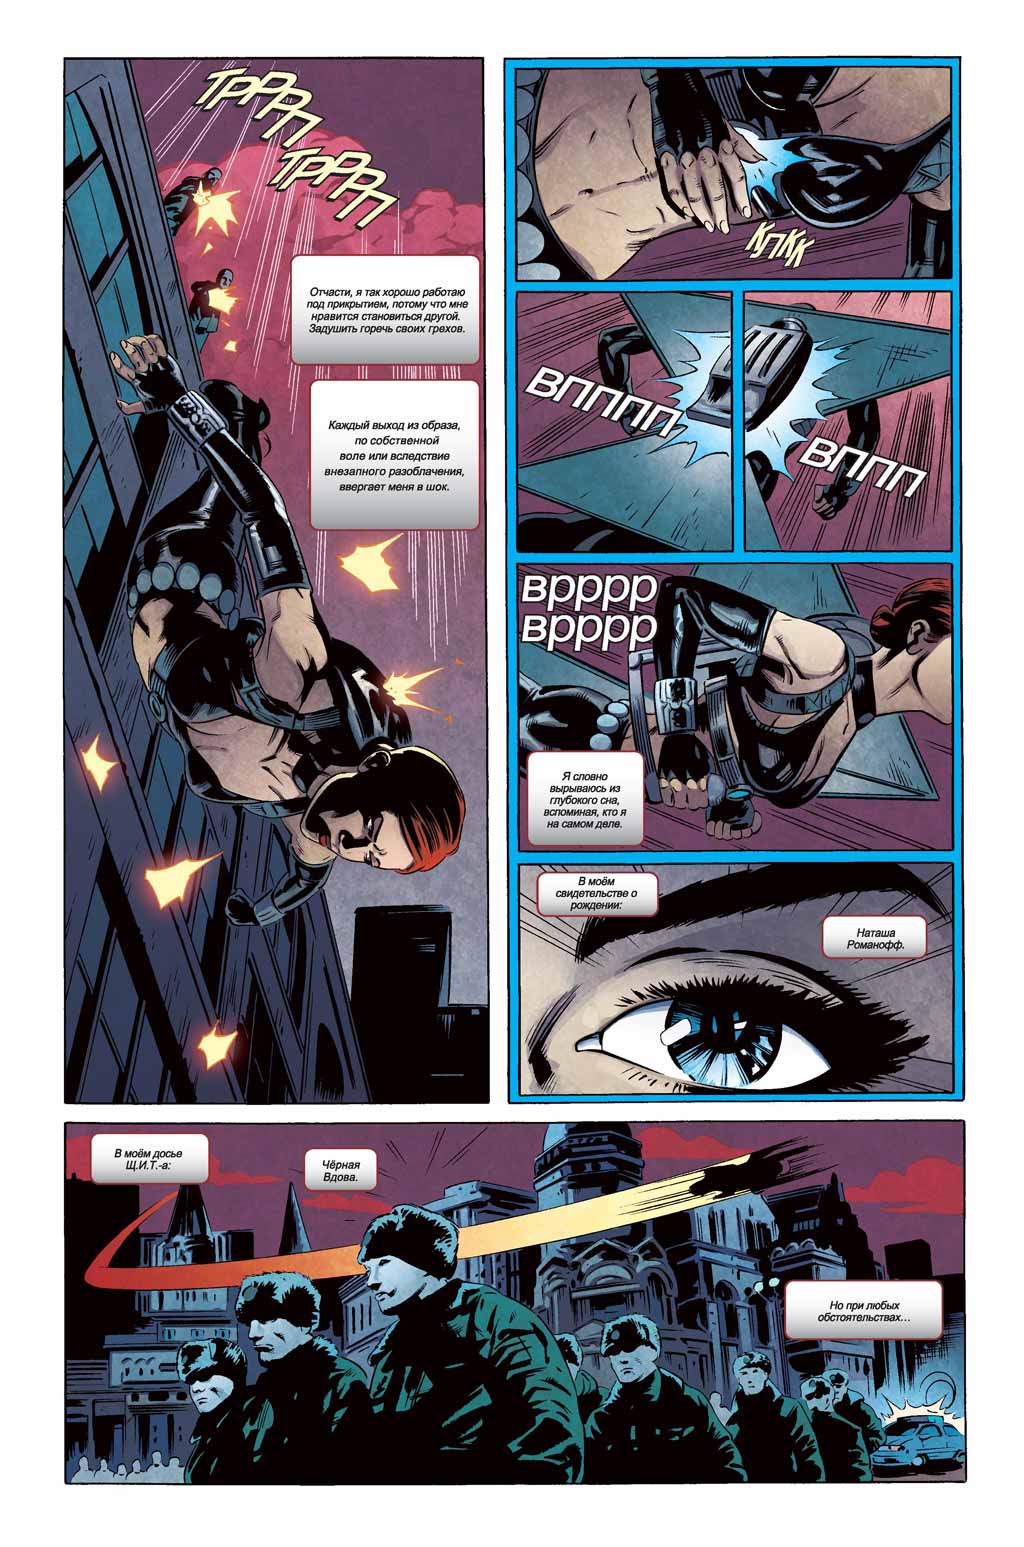 ТРРРП
ТРРРП
Отчасти, я так хорошо работаю
под прикрытием, потому что мне
нравится становиться другой.
Задушить горечь своих грехов.
Каждый выход из образа,
по собственной
воле или вследствие
внезапного разоблачения,
ввергает меня в шок.
КЛКК
ВППППП
ВПППП
ВРРРР
ВРРРР
Я словно
вырываюсь из
глубокого сна,
вспоминая, кто я
на самом деле.
В моём
свидетельстве о
рождении:
Наташа
Романофф.
В моём досье
Щ.И.Т.-а:
Чёрная
Вдова.
Но при любых
обстоятельствах...